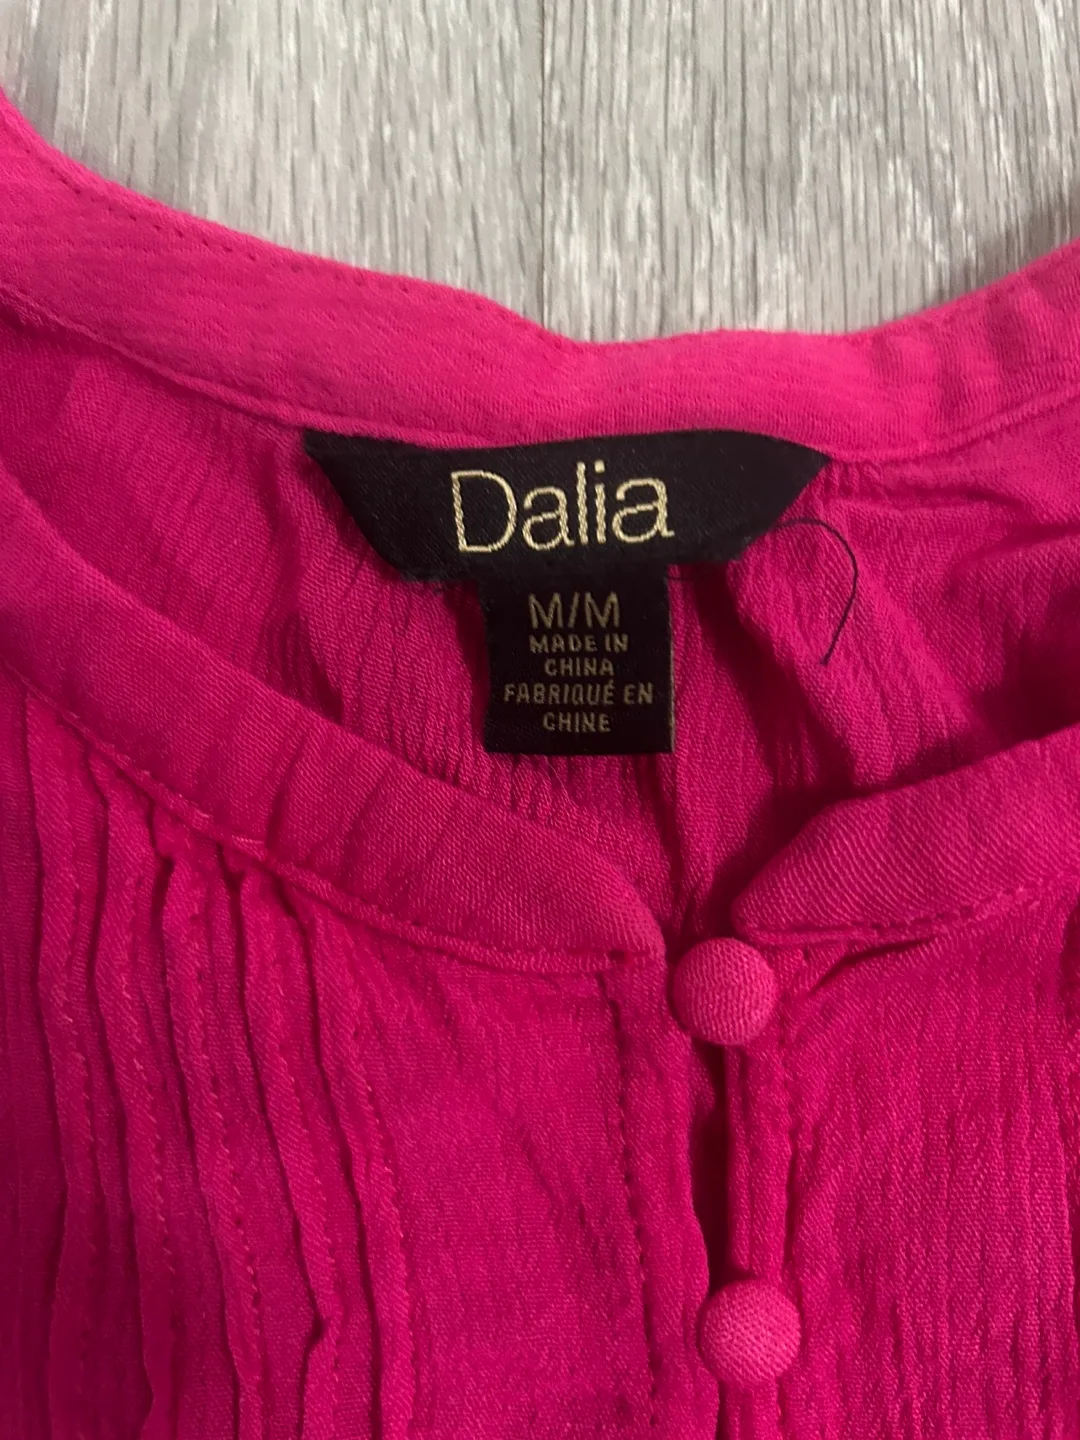 Dalia
M/M
MADE IN
CHINA
FABRIQUÉ EN
CHINE